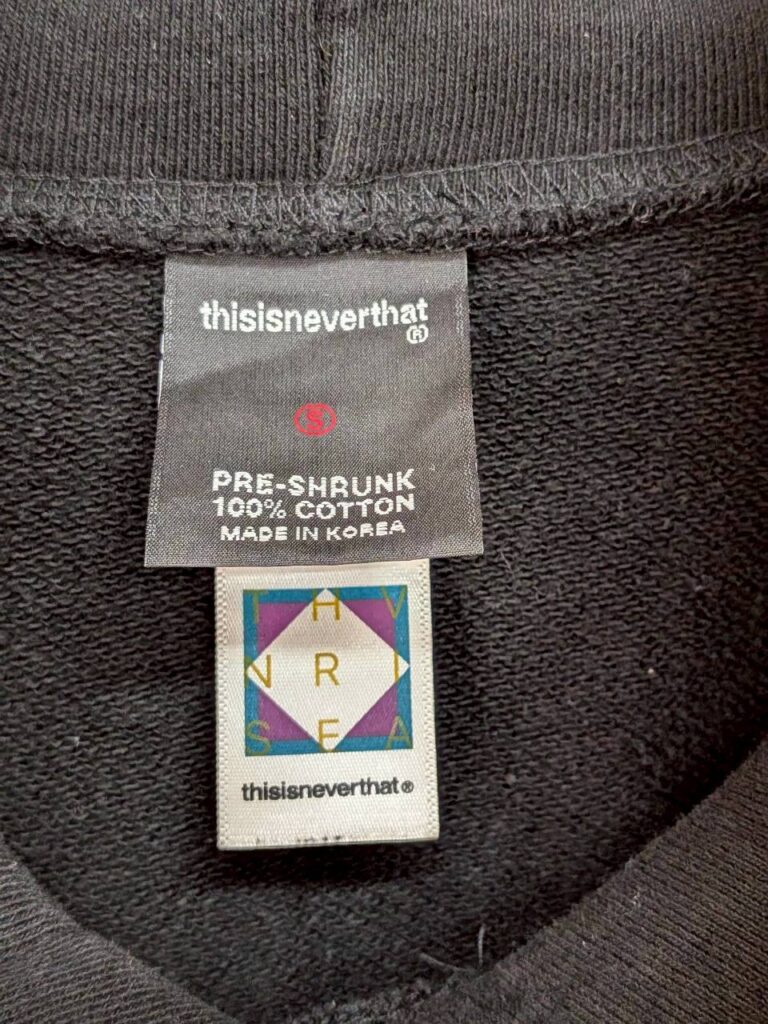 thisisneverthat
®
S
PRE-SHRUNK
100% COTTON
MADE IN KOREA
T H V
N R I
S E A
thisisneverthat®